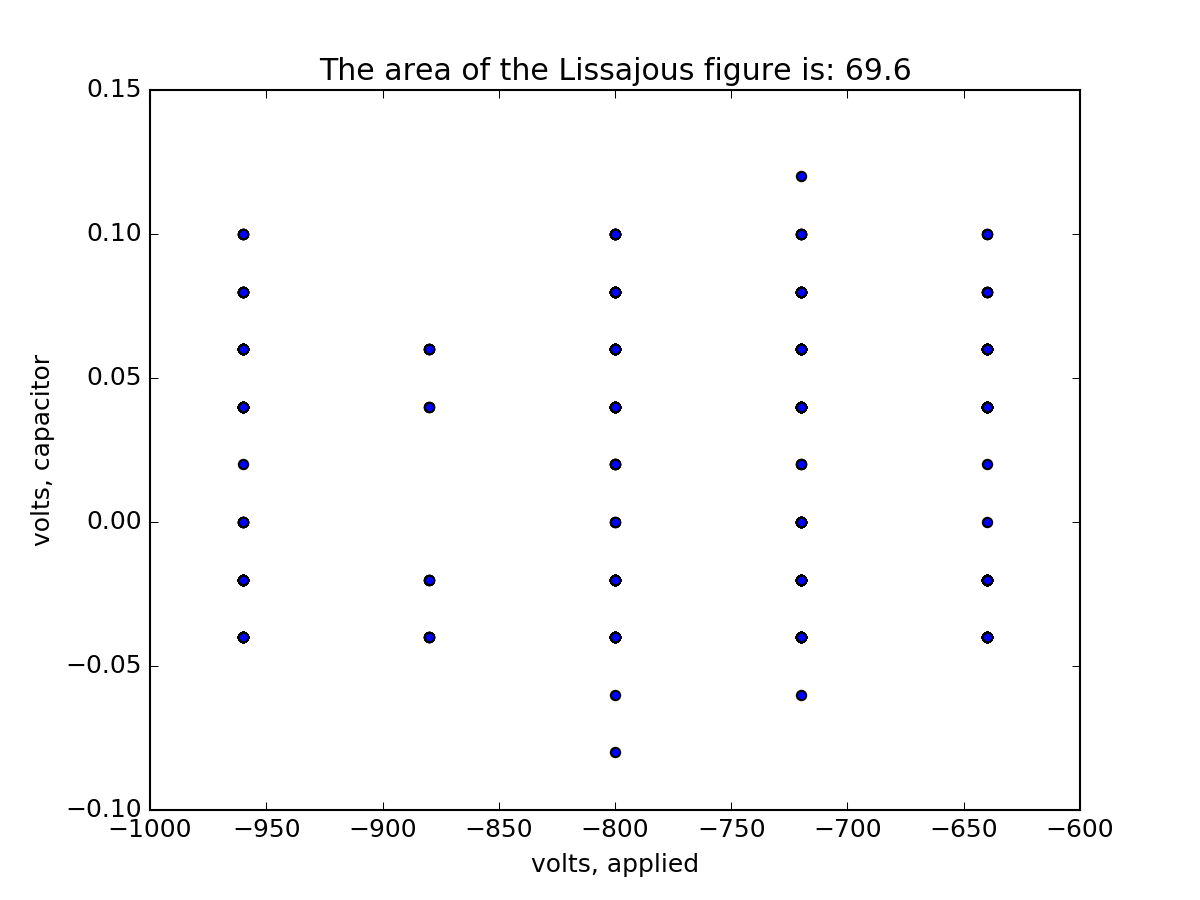 The area of the Lissajous figure is: 69.6
0.15
0.10
0.05
0.00
−0.05
−0.10
volts, capacitor
−1000 −950 −900 −850 −800 −750 −700 −650 −600
volts, applied